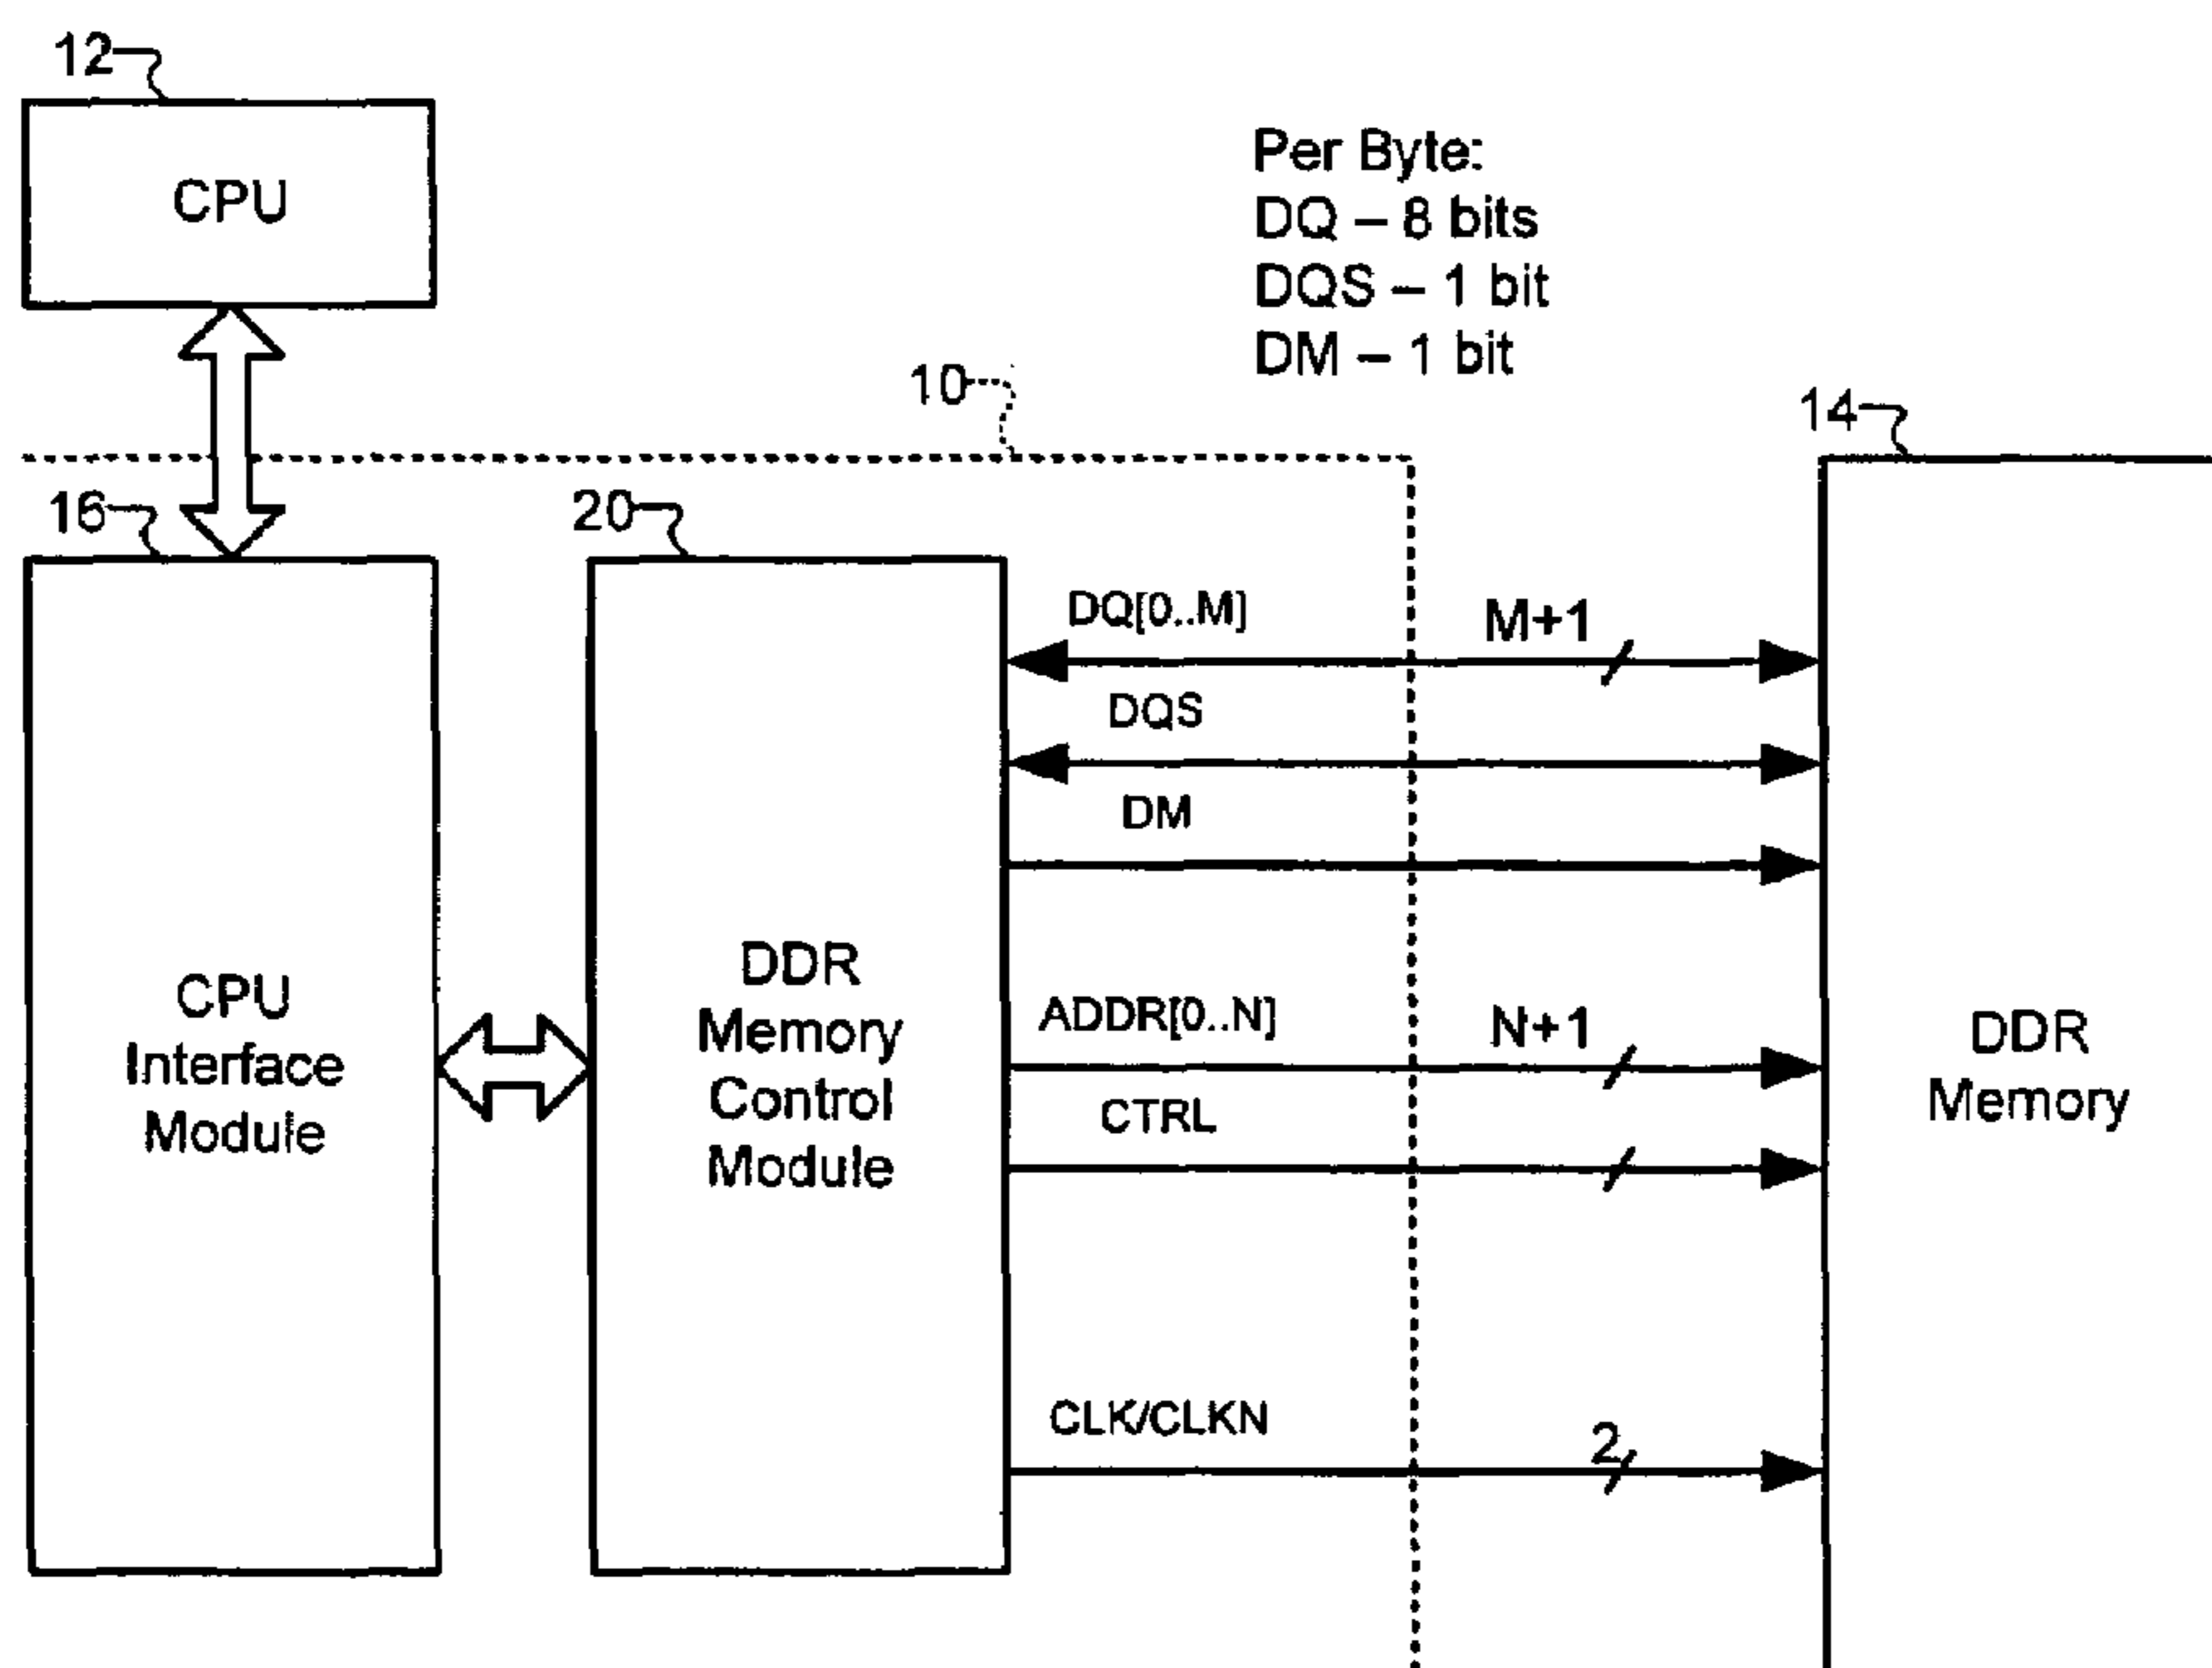 12
CPU
Per Byte:
DQ – 8 bits
DQS – 1 bit
DM – 1 bit
10
14
16
20
DQ[0..M]
M+1
DQS
DM
CPU
Interface
Module
DDR
Memory
Control
Module
ADDR[0..N]
N+1
CTRL
DDR
Memory
CLK/CLKN
2